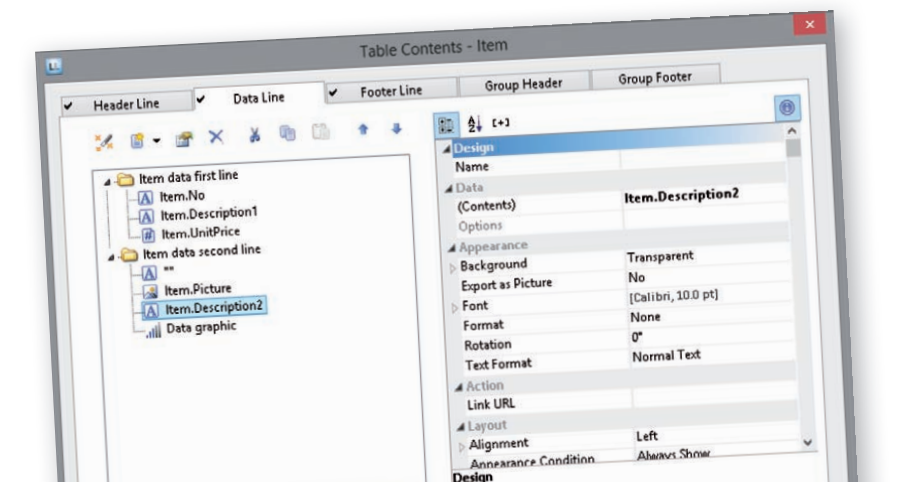 Table Contents - Item
Header Line
Data Line
Footer Line
Group Header
Group Footer
Item data first line
Item.No
Item.Description1
Item.UnitPrice
Item data second line
""
Item.Picture
Item.Description2
Data graphic
[+]
Design
Name
Data
(Contents) Item.Description2
Options
Appearance
Background Transparent
Export as Picture No
Font [Calibri, 10.0 pt]
Format None
Rotation 0°
Text Format Normal Text
Action
Link URL
Layout
Alignment Left
Appearance Condition Always Show
Design